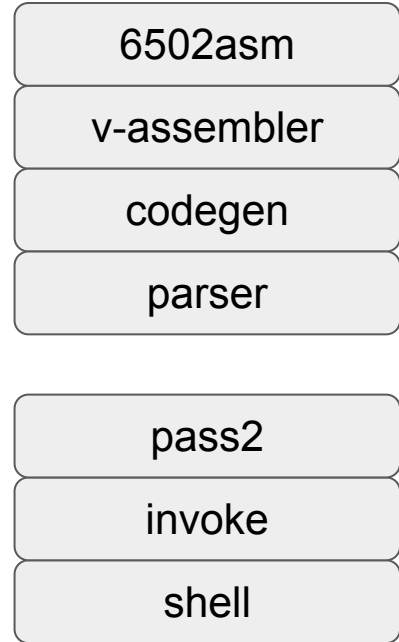 6502asm
v-assembler
codegen
parser
pass2
invoke
shell